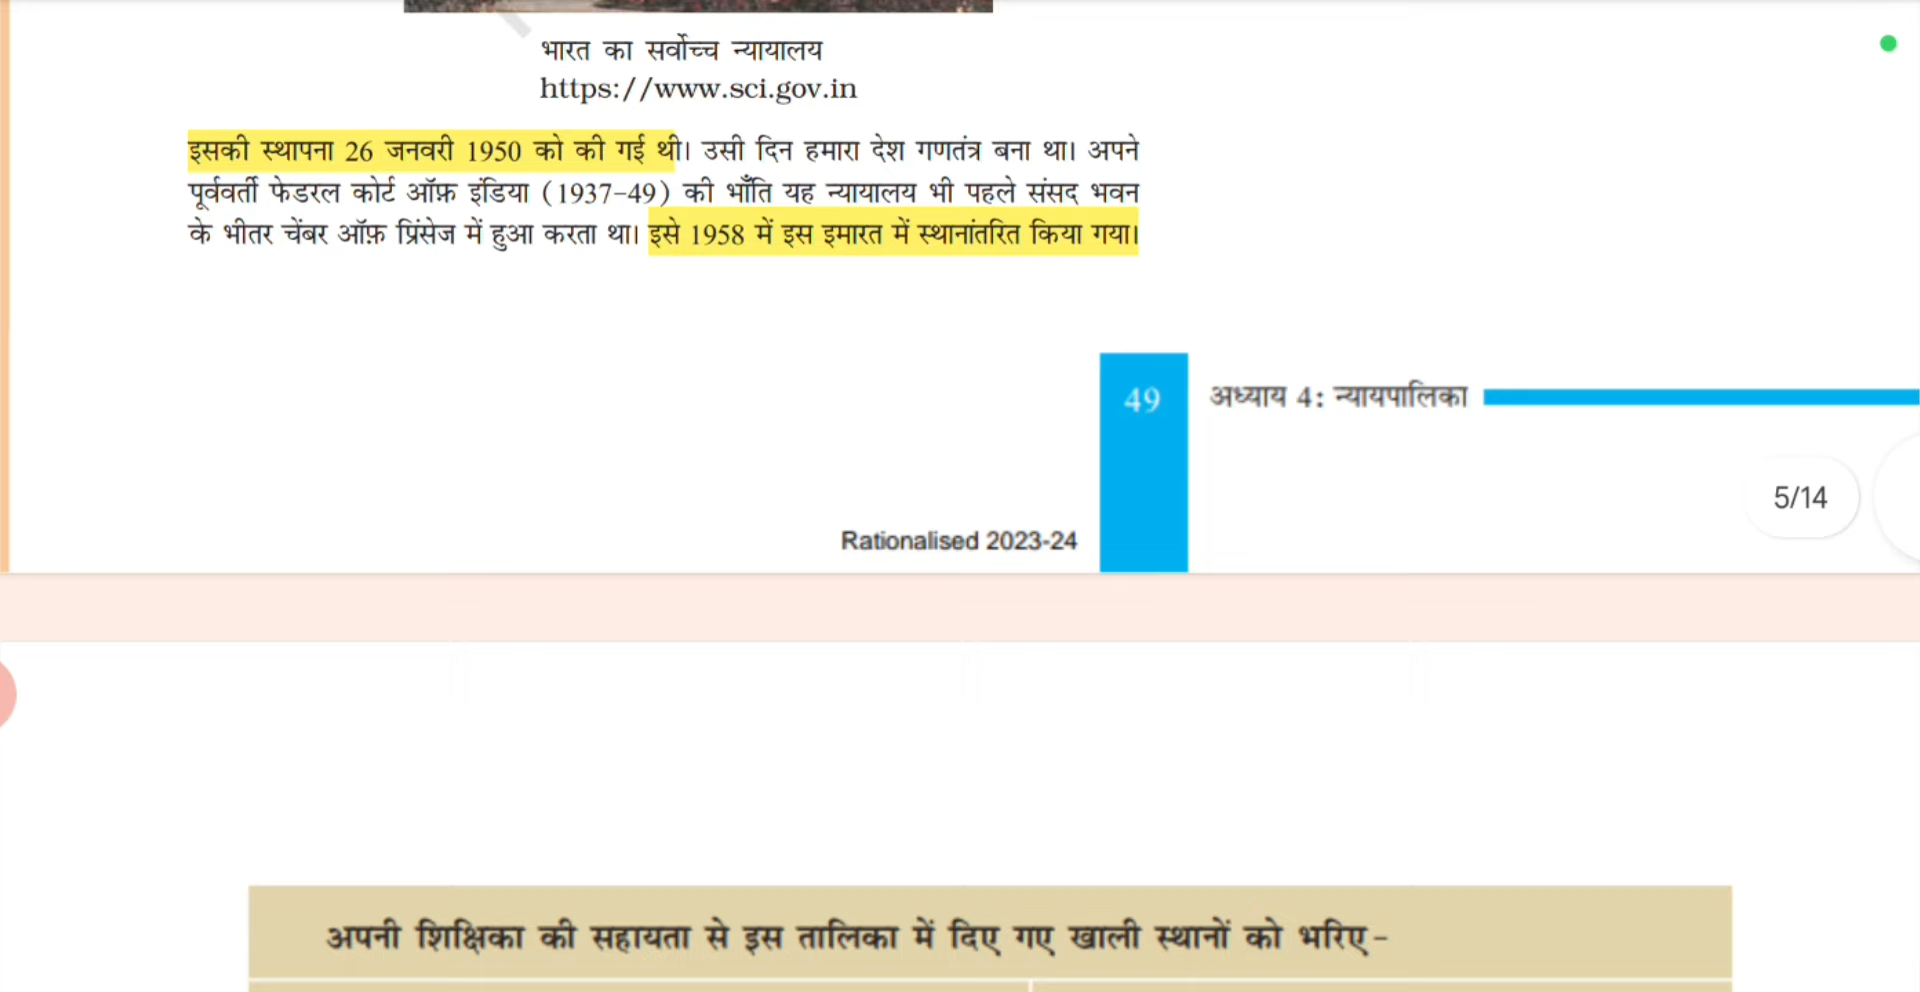 भारत का सर्वोच्च न्यायालय
https://www.sci.gov.in
इसकी स्थापना 26 जनवरी 1950 को की गई थी। उसी दिन हमारा देश गणतंत्र बना था। अपने
पूर्ववर्ती फेडरल कोर्ट ऑफ़ इंडिया (1937–49) की भाँति यह न्यायालय भी पहले संसद भवन
के भीतर चेंबर ऑफ़ प्रिंसेज में हुआ करता था। इसे 1958 में इस इमारत में स्थानांतरित किया गया।
49 अध्याय 4: न्यायपालिका
5/14
Rationalised 2023-24
अपनी शिक्षिका की सहायता से इस तालिका में दिए गए खाली स्थानों को भरिए–